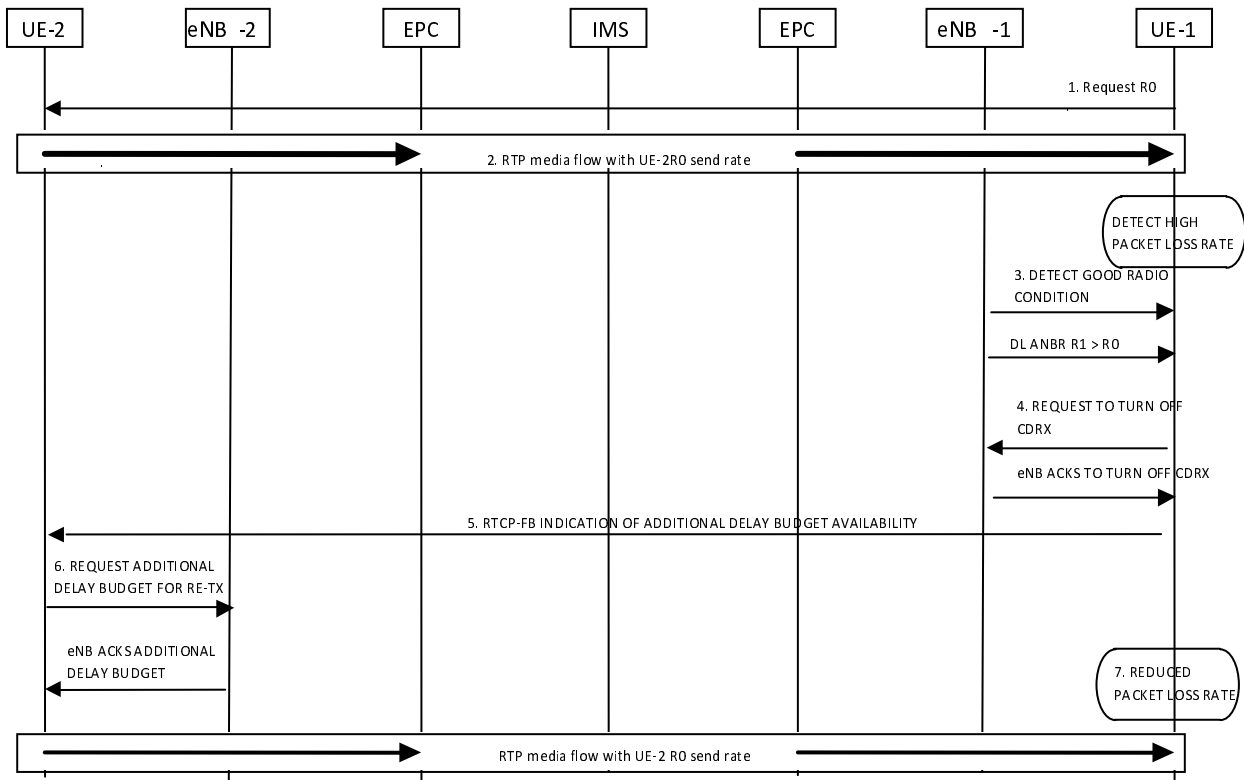 UE-2 eNB -2 EPC IMS EPC eNB -1 UE-1
1. Request R0
2. RTP media flow with UE-2R0 send rate
DETECT HIGH
PACKET LOSS RATE
3. DETECT GOOD RADIO
CONDITION
DL ANBR R1 > R0
4. REQUEST TO TURN OFF
CDRX
eNB ACKS TO TURN OFF CDRX
5. RTCP-FB INDICATION OF ADDITIONAL DELAY BUDGET AVAILABILITY
6. REQUEST ADDITIONAL
DELAY BUDGET FOR RE-TX
eNB ACKS ADDITIONAL
DELAY BUDGET
7. REDUCED
PACKET LOSS RATE
RTP media flow with UE-2 R0 send rate